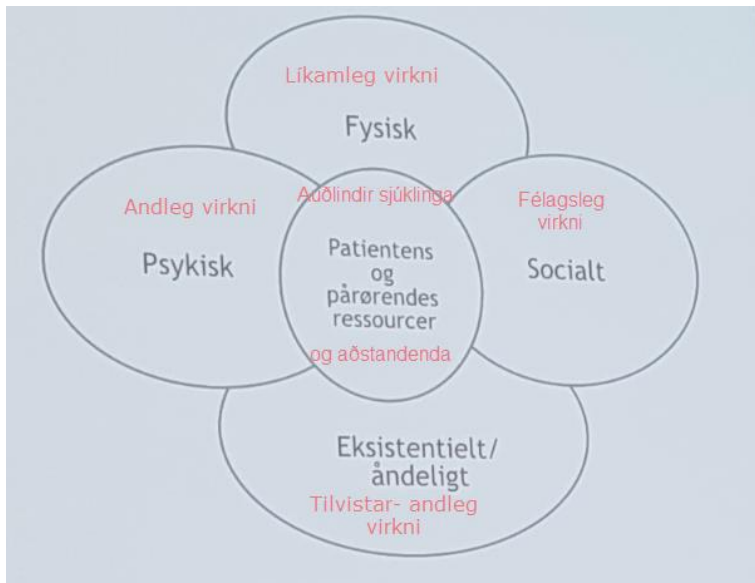 Líkamleg virkni
Fysisk
Andleg virkni
Psykisk
Auðlindir sjúklinga
Patientens
og
pårørendes
ressourcer
og aðstandenda
Félagsleg
virkni
Socialt
Eksistentielt/
åndeligt
Tilvistar- andleg
virkni